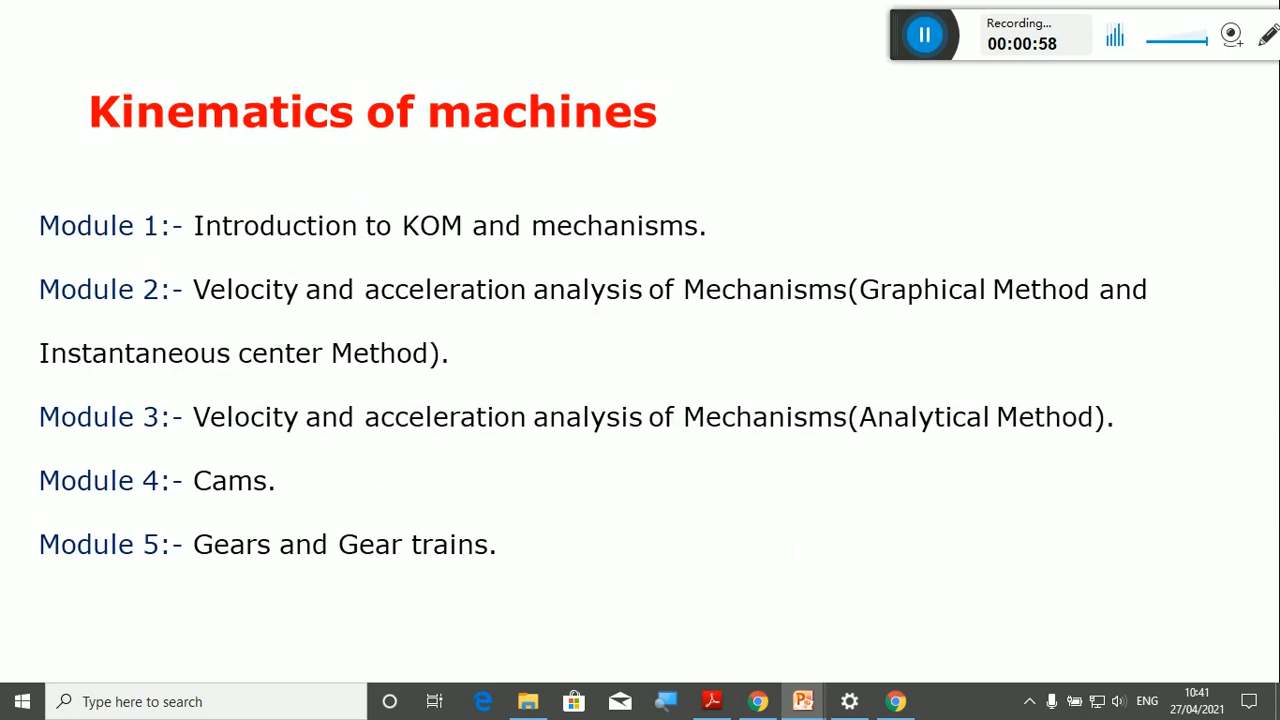 Recording...
00:00:58
Kinematics of machines
Module 1:- Introduction to KOM and mechanisms.
Module 2:- Velocity and acceleration analysis of Mechanisms(Graphical Method and
Instantaneous center Method).
Module 3:- Velocity and acceleration analysis of Mechanisms(Analytical Method).
Module 4:- Cams.
Module 5:- Gears and Gear trains.
Type here to search
ENG
10:41
27/04/2021